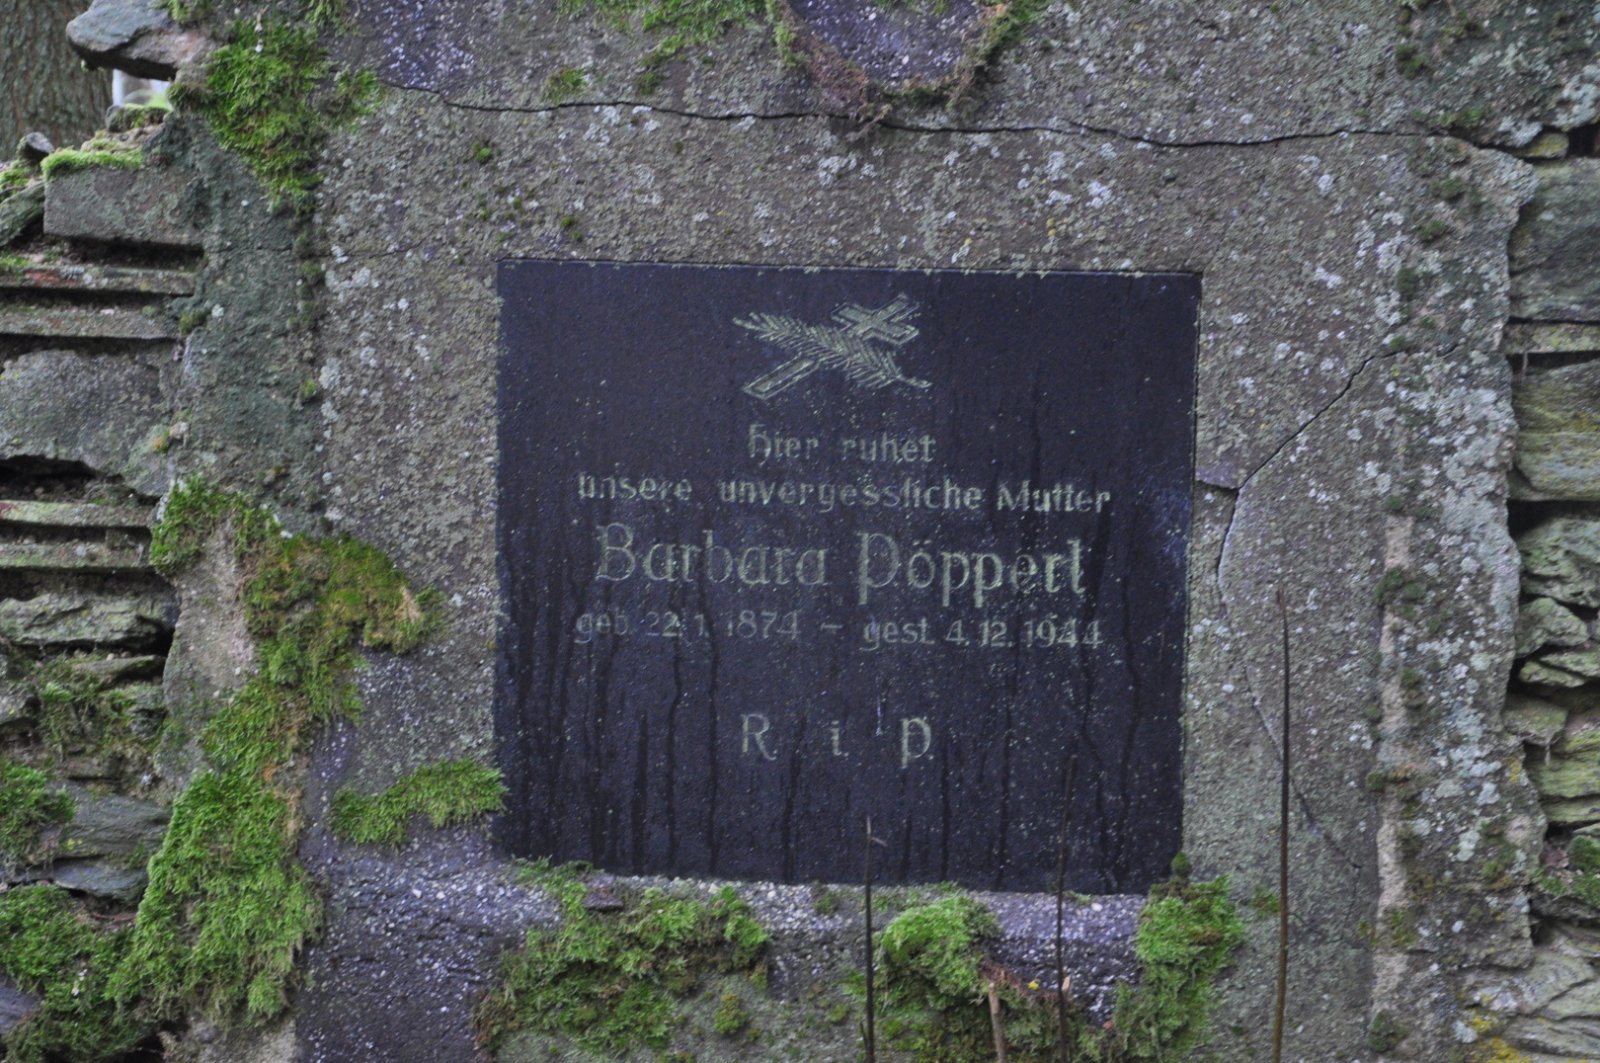 Hier ruhet
unsere unvergessliche Mutter
Barbara Pöppert
geb. 22.1.1874 - gest. 4.12.1944
R i P.